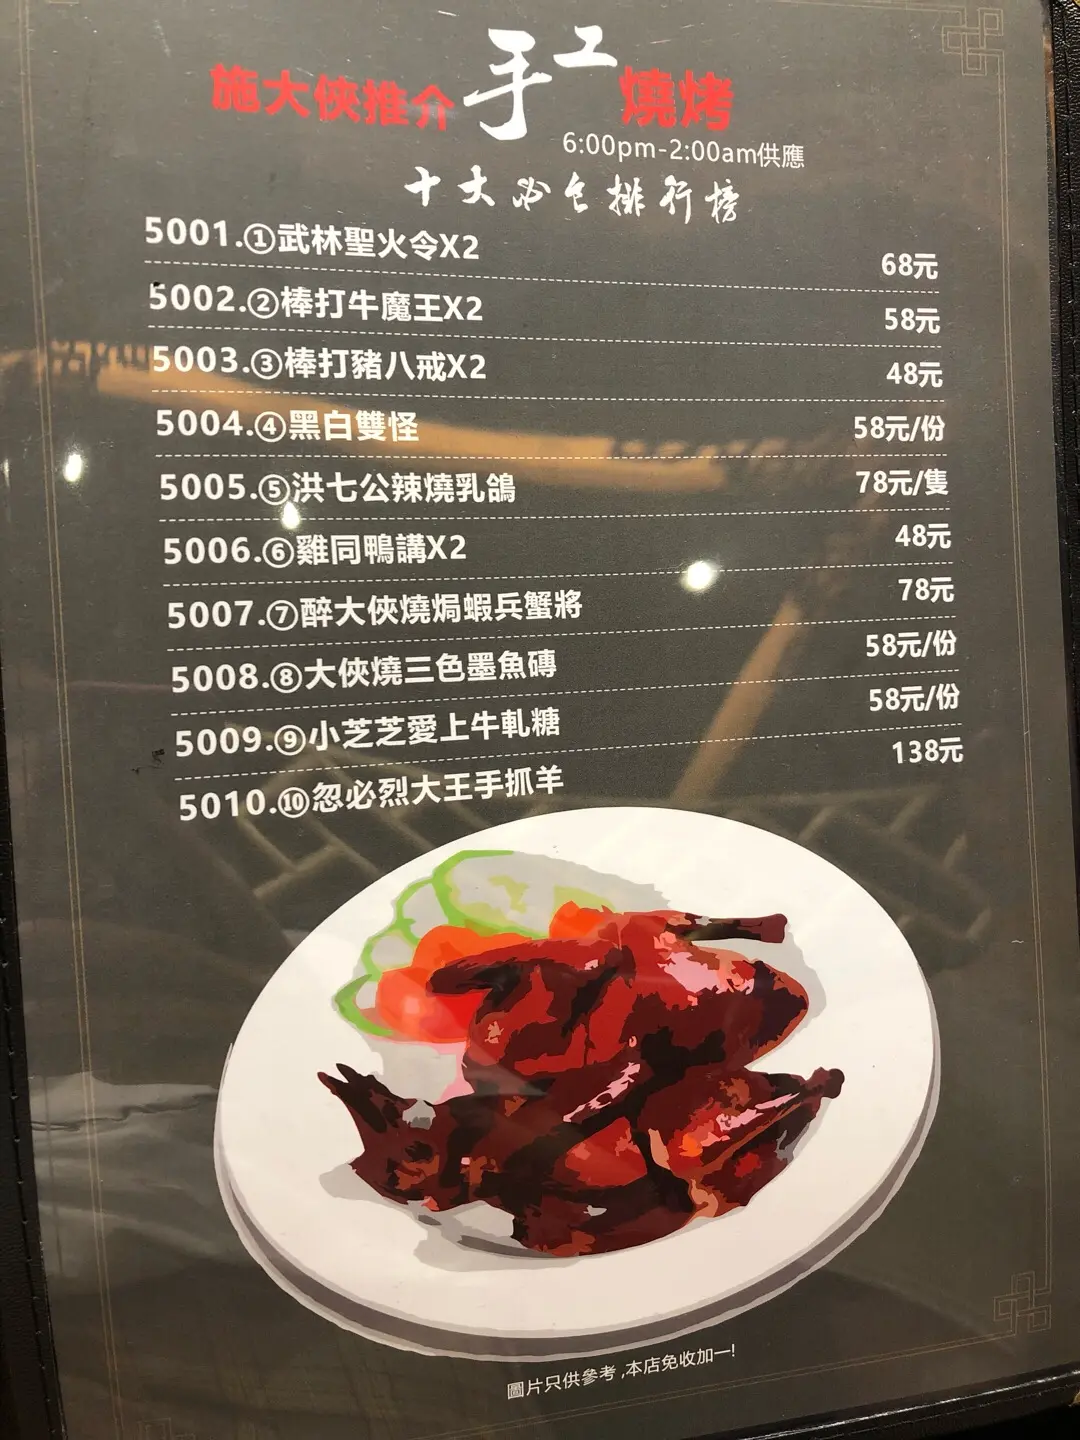 施大俠推介手工燒烤
6:00pm-2:00am供應
十大必乞排行榜
5001.①武林聖火令X2 68元
5002.②棒打牛魔王X2 58元
5003.③棒打豬八戒X2 48元
5004.④黑白雙怪 58元/份
5005.⑤洪七公辣燒乳鴿 78元/隻
5006.⑥雞同鴨講X2 48元
5007.⑦醉大俠燒焗蝦兵蟹將 78元
5008.⑧大俠燒三色墨魚磚 58元/份
5009.⑨小芝芝愛上牛軋糖 58元/份
5010.⑩忽必烈大王手抓羊 138元
圖片只供參考,本店免收加一!